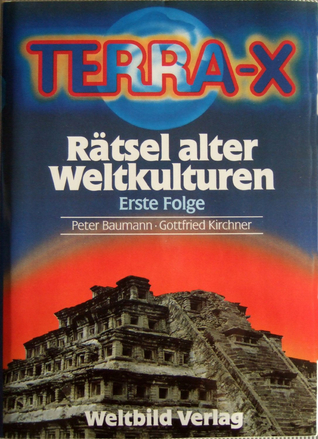 TERRA-X
Rätsel alter
Weltkulturen
Erste Folge
Peter Baumann · Gottfried Kirchner
Weltbild Verlag